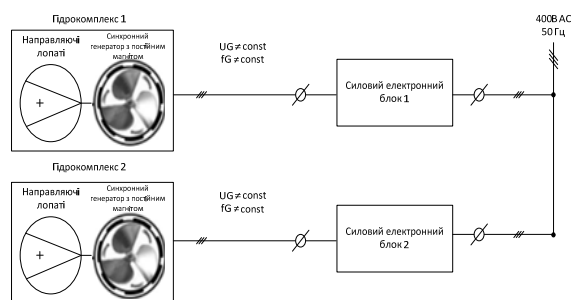 Гідрокомплекс 1
Направляючі
лопаті
Синхронний
генератор з постійним
магнітом
UG ≠ const
fG ≠ const
Силовий електронний
блок 1
400В AC
50 Гц
Гідрокомплекс 2
Направляючі
лопаті
Синхронний
генератор з постійним
магнітом
UG ≠ const
fG ≠ const
Силовий електронний
блок 2